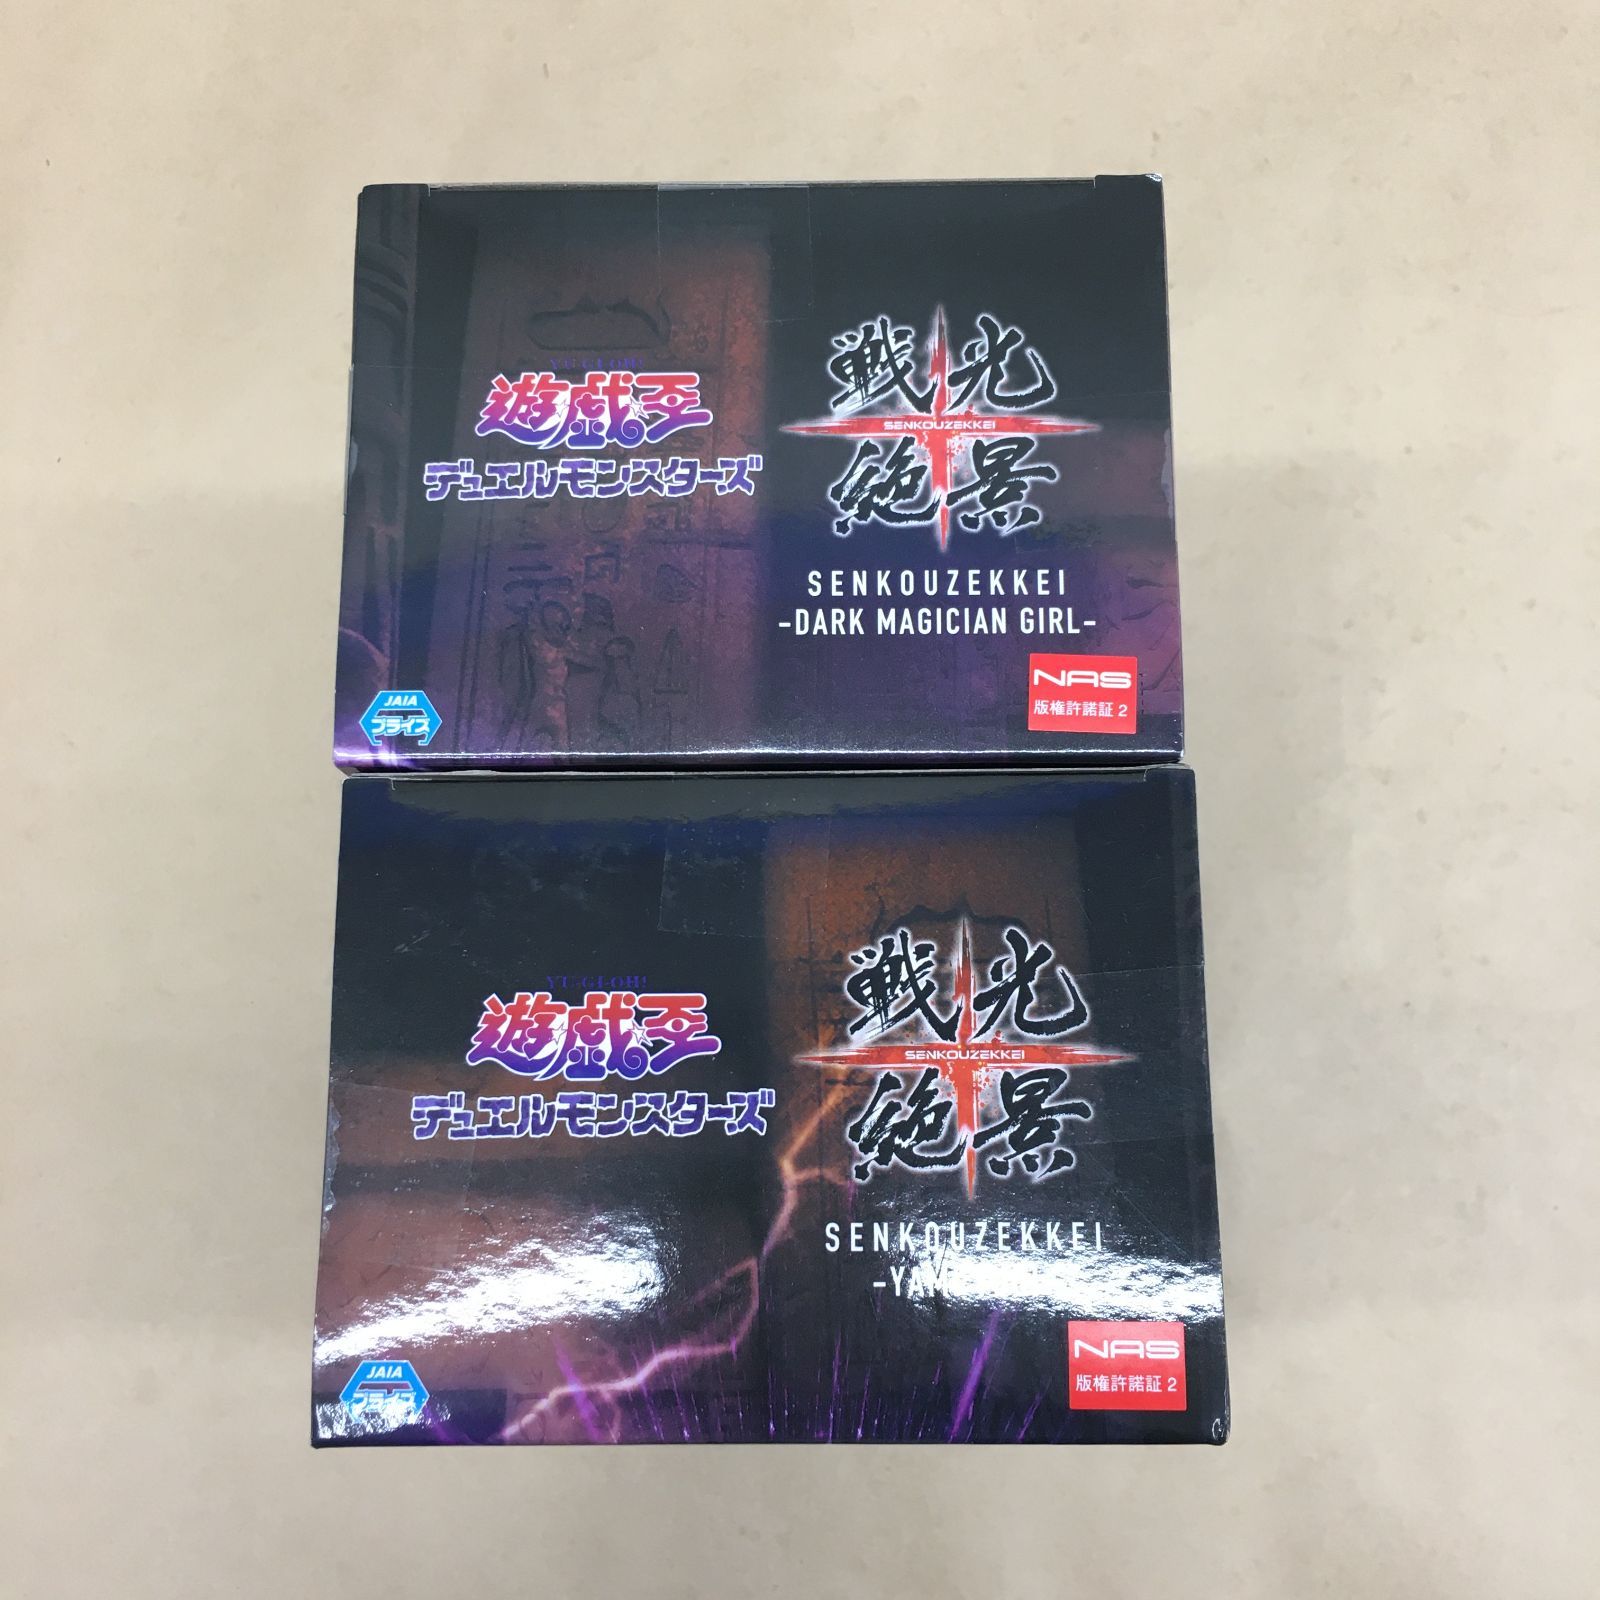 YU-GI-OH!
遊戯王
デュエルモンスターズ
戦光
SENKOUZEKKEI
絶景
SENKOUZEKKEI
-DARK MAGICIAN GIRL-
JAIA
プライズ
NAS
版権許諾証 2
YU-GI-OH!
遊戯王
デュエルモンスターズ
戦光
SENKOUZEKKEI
絶景
SENKOUZEKKEI
JAIA
プライズ
NAS
版権許諾証 2